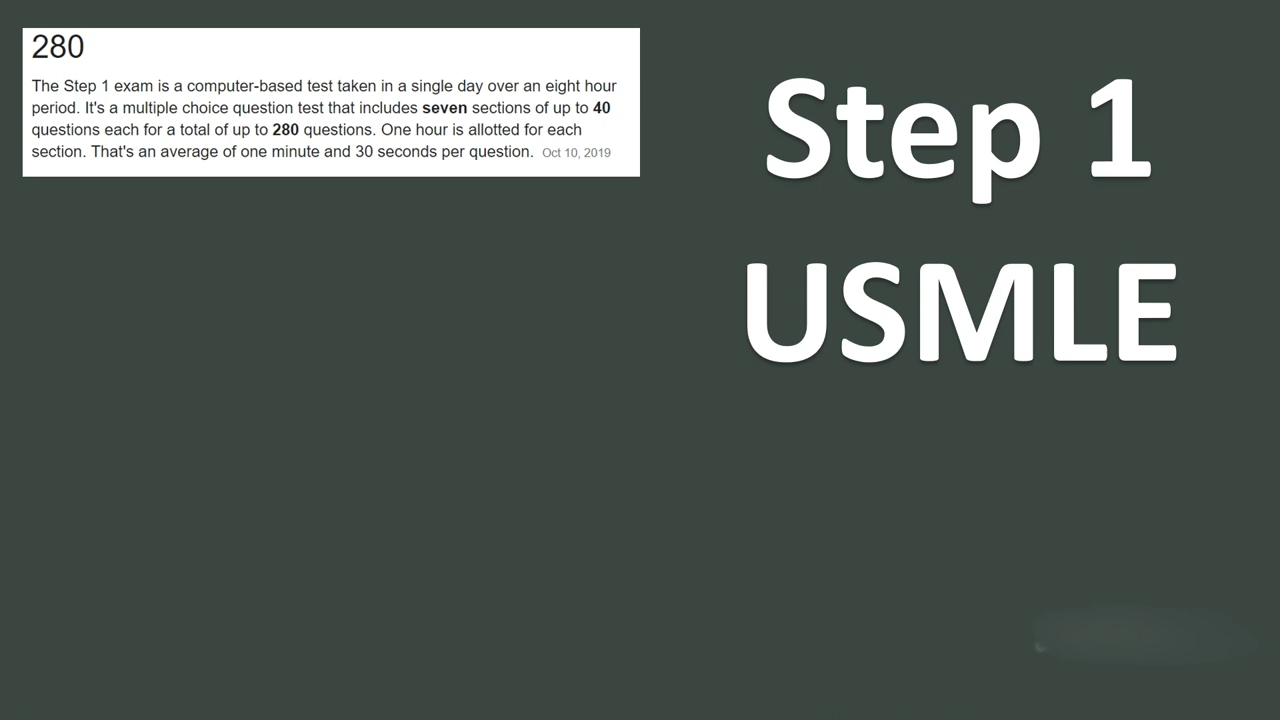 280
The Step 1 exam is a computer-based test taken in a single day over an eight hour
period. It's a multiple choice question test that includes seven sections of up to 40
questions each for a total of up to 280 questions. One hour is allotted for each
section. That's an average of one minute and 30 seconds per question. Oct 10, 2019
Step 1
USMLE